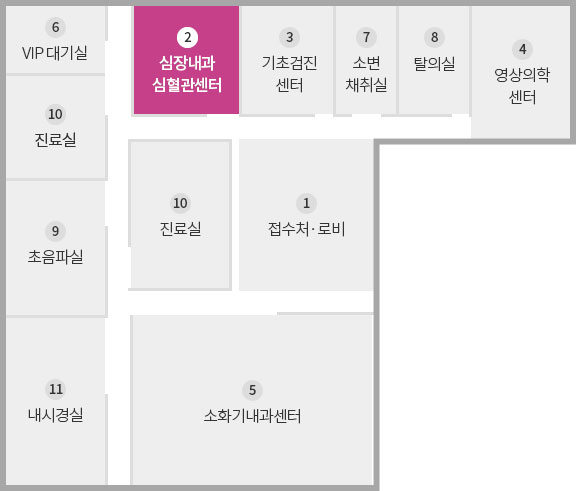 6
VIP 대기실
2
심장내과
심혈관센터
3
기초검진
센터
7
소변
채취실
8
탈의실
4
영상의학
센터
10
진료실
10
진료실
1
접수처·로비
9
초음파실
11
내시경실
5
소화기내과센터